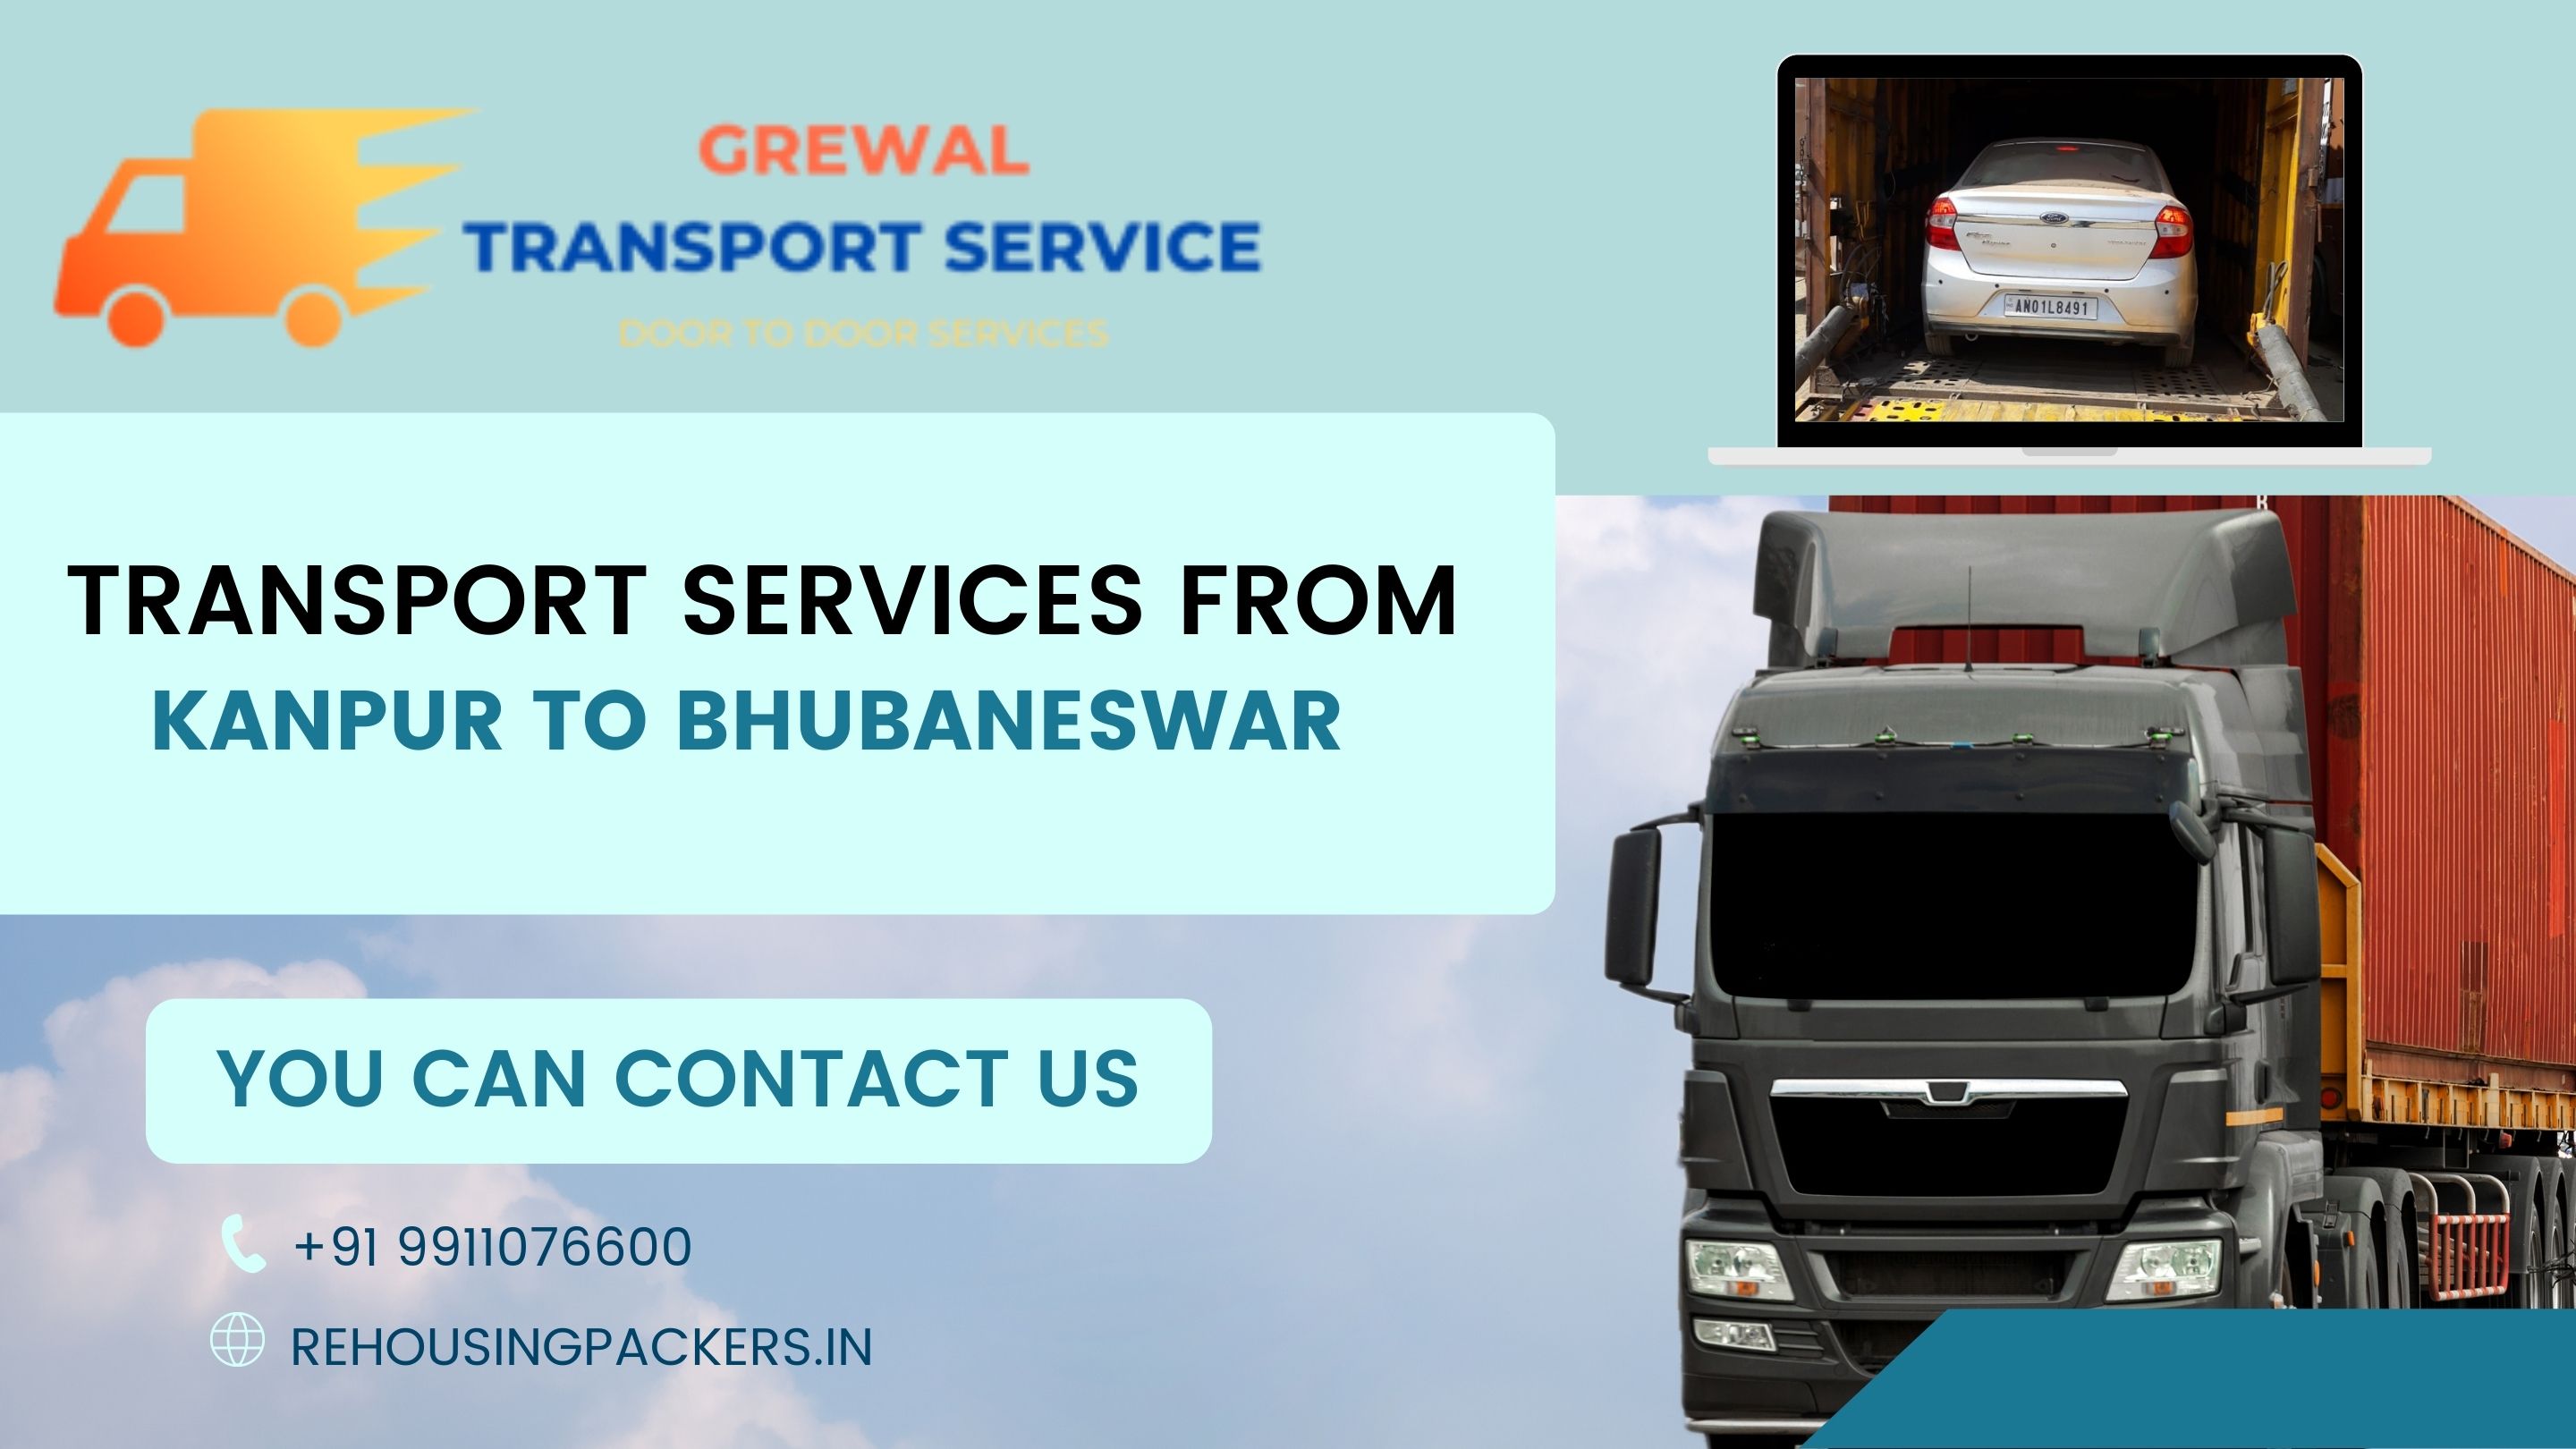 GREWAL
TRANSPORT SERVICE
DOOR TO DOOR SERVICES
AN01L8491
TRANSPORT SERVICES FROM
KANPUR TO BHUBANESWAR
YOU CAN CONTACT US
+91 9911076600
REHOUSINGPACKERS.IN